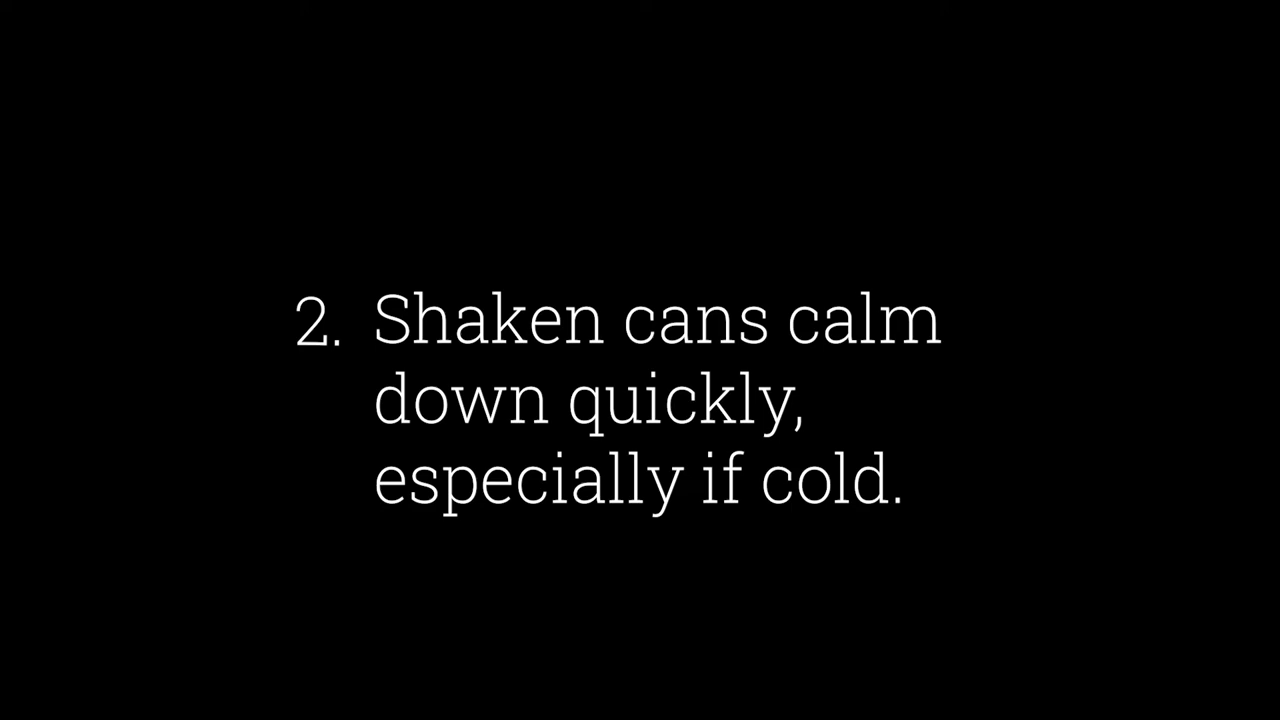 2. Shaken cans calm
down quickly,
especially if cold.